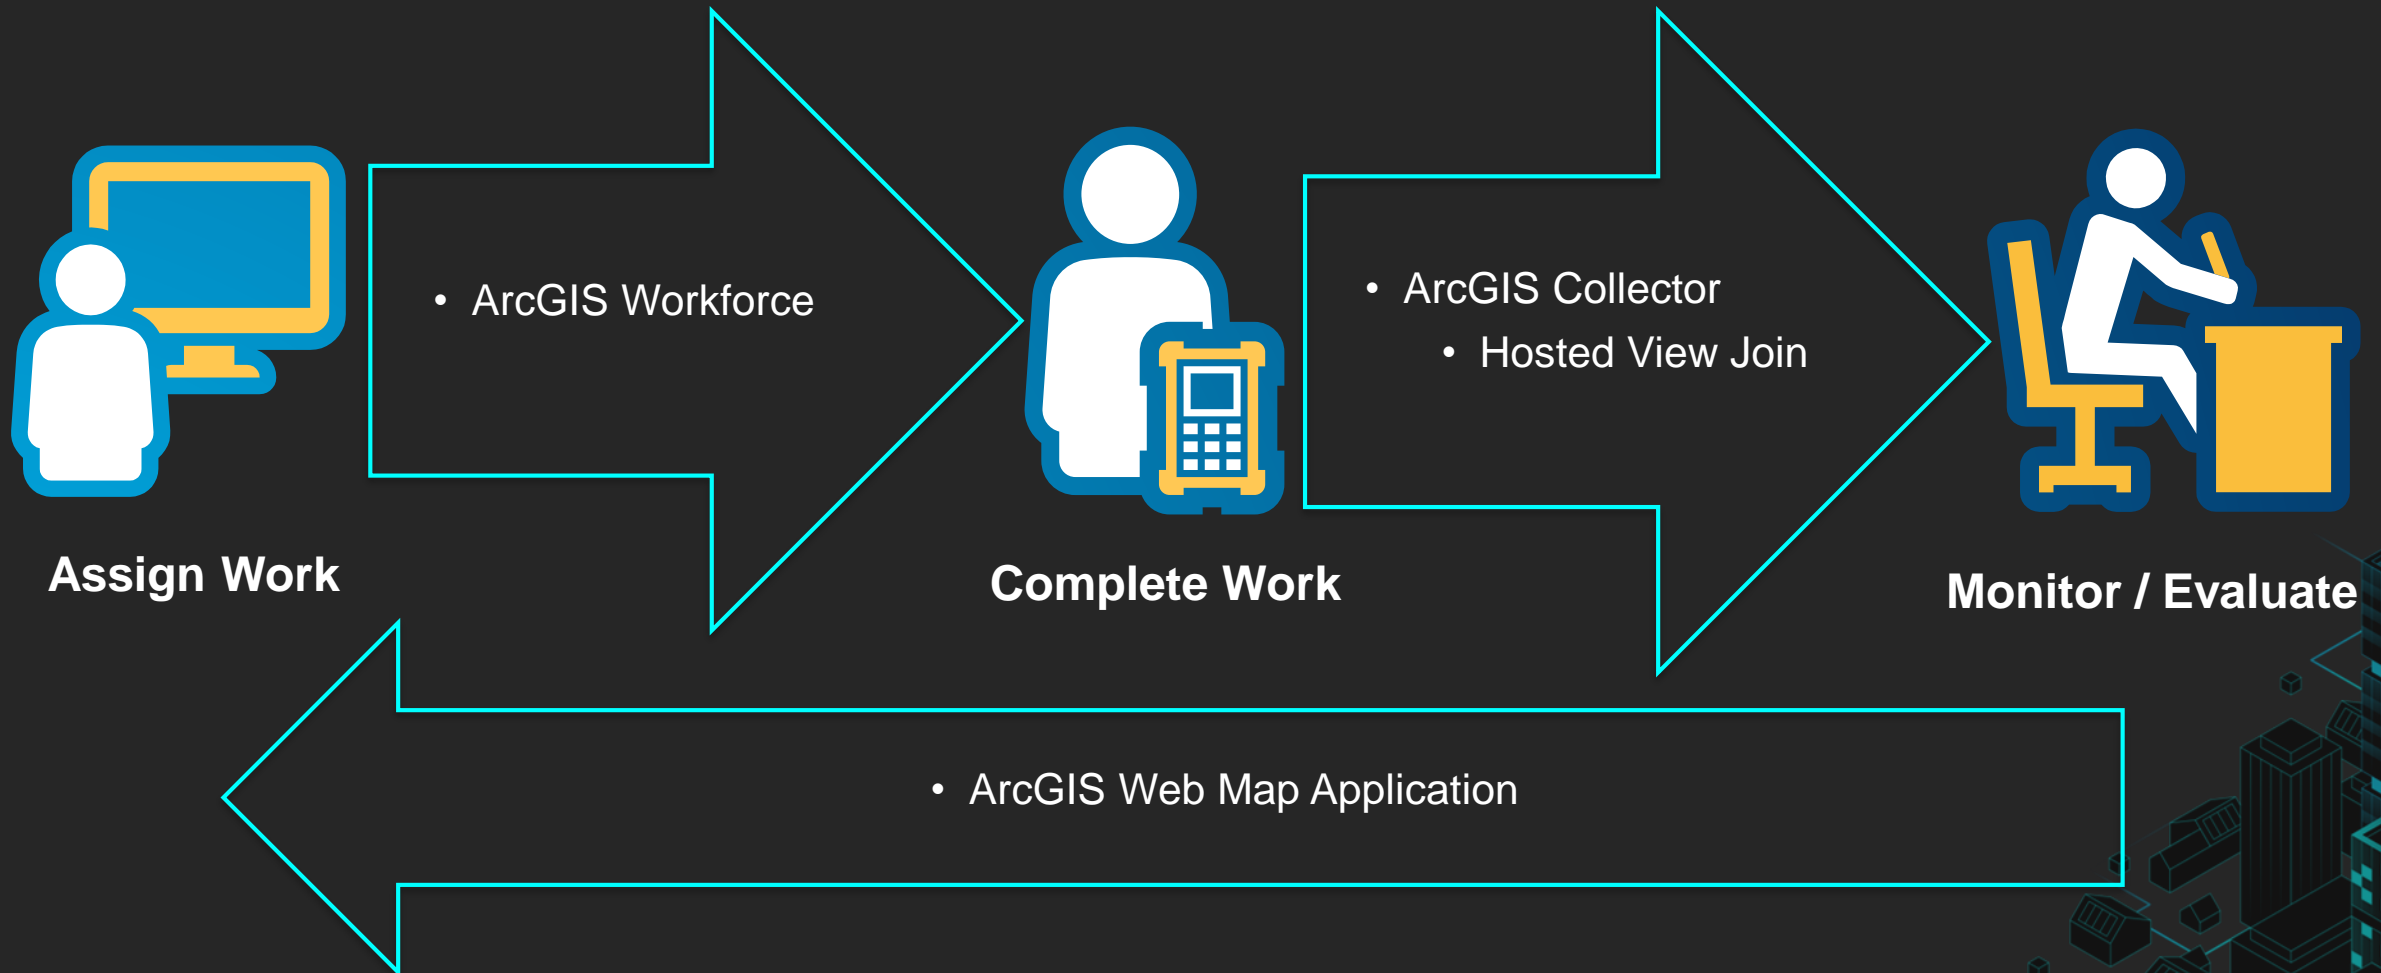 • ArcGIS Workforce
• ArcGIS Collector
• Hosted View Join
Assign Work
Complete Work
Monitor / Evaluate
• ArcGIS Web Map Application